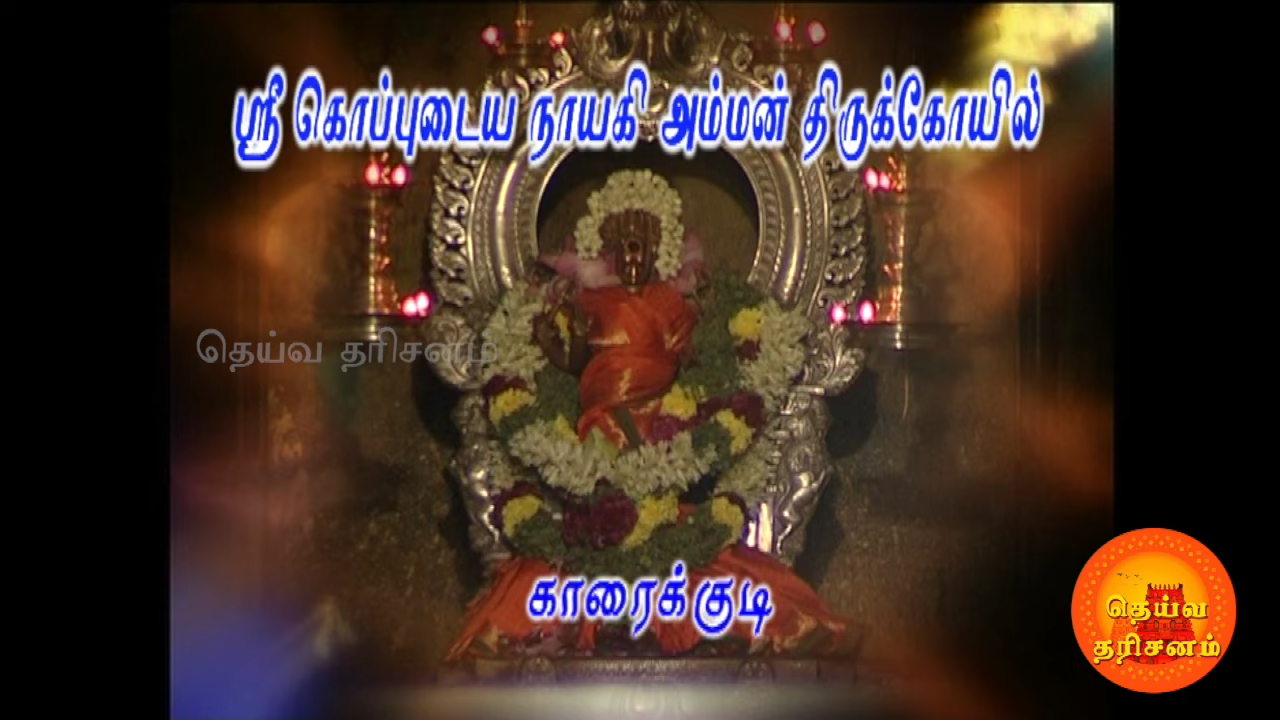 ஸ்ரீ கொப்புடைய நாயகி அம்மன் திருக்கோயில்
தெய்வ தரிசனம்
காரைக்குடி
தெய்வ
தரிசனம்